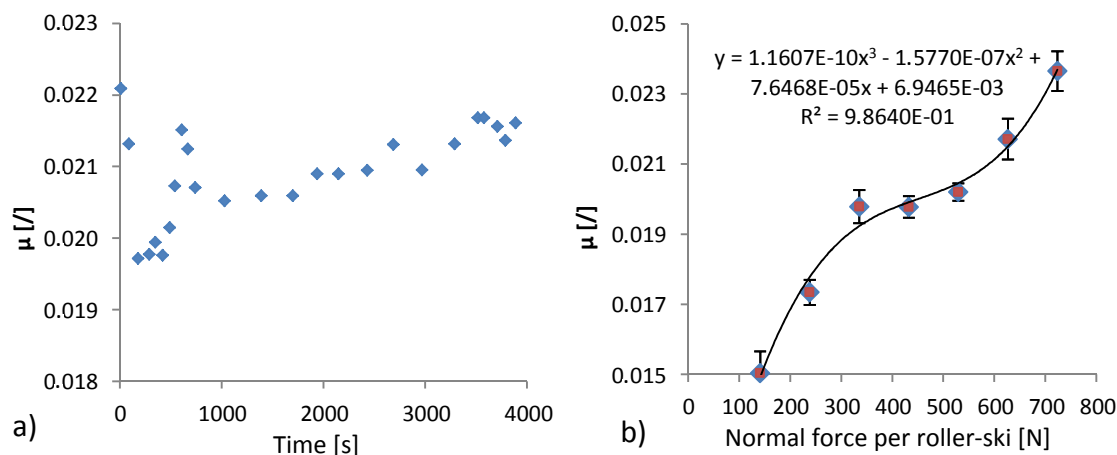 0.023
0.022
0.021
0.020
0.019
0.018
µ [/]
0
1000
2000
3000
4000
Time [s]
a)
y = 1.1607E-10x³ - 1.5770E-07x² +
7.6468E-05x + 6.9465E-03
R² = 9.8640E-01
0.025
0.023
0.021
0.019
0.017
0.015
µ [/]
0
100
200
300
400
500
600
700
800
Normal force per roller-ski [N]
b)